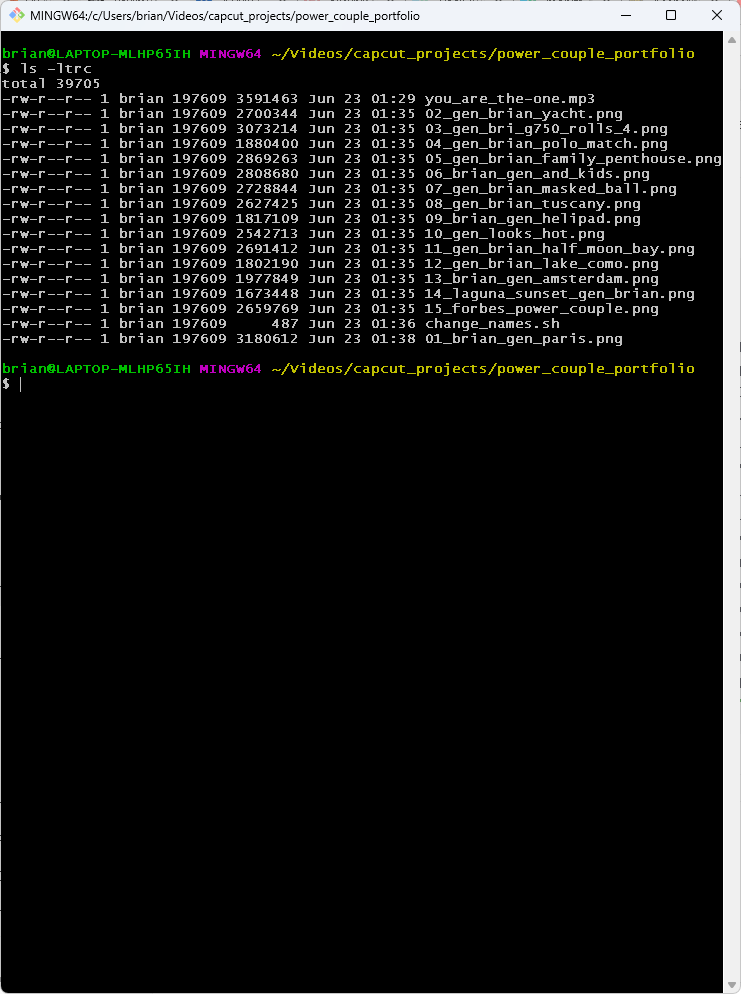 MINGW64:/c/Users/brian/Videos/capcut_projects/power_couple_portfolio
brian@LAPTOP-MLHP65IH MINGW64 ~/Videos/capcut_projects/power_couple_portfolio
$ ls -ltrc
total 39705
-rw-r--r-- 1 brian 197609 3591463 Jun 23 01:29 you_are_the-one.mp3
-rw-r--r-- 1 brian 197609 2700344 Jun 23 01:35 02_gen_brian_yacht.png
-rw-r--r-- 1 brian 197609 3073214 Jun 23 01:35 03_gen_bri_g750_rolls_4.png
-rw-r--r-- 1 brian 197609 1880400 Jun 23 01:35 04_gen_brian_polo_match.png
-rw-r--r-- 1 brian 197609 2869263 Jun 23 01:35 05_gen_brian_family_penthouse.png
-rw-r--r-- 1 brian 197609 2808680 Jun 23 01:35 06_brian_gen_and_kids.png
-rw-r--r-- 1 brian 197609 2728844 Jun 23 01:35 07_gen_brian_masked_ball.png
-rw-r--r-- 1 brian 197609 2627425 Jun 23 01:35 08_gen_brian_tuscany.png
-rw-r--r-- 1 brian 197609 1817109 Jun 23 01:35 09_brian_gen_helipad.png
-rw-r--r-- 1 brian 197609 2542713 Jun 23 01:35 10_gen_looks_hot.png
-rw-r--r-- 1 brian 197609 2691412 Jun 23 01:35 11_gen_brian_half_moon_bay.png
-rw-r--r-- 1 brian 197609 1802190 Jun 23 01:35 12_gen_brian_lake_como.png
-rw-r--r-- 1 brian 197609 1977849 Jun 23 01:35 13_brian_gen_amsterdam.png
-rw-r--r-- 1 brian 197609 1673448 Jun 23 01:35 14_laguna_sunset_gen_brian.png
-rw-r--r-- 1 brian 197609 2659769 Jun 23 01:35 15_forbes_power_couple.png
-rw-r--r-- 1 brian 197609     487 Jun 23 01:36 change_names.sh
-rw-r--r-- 1 brian 197609 3180612 Jun 23 01:38 01_brian_gen_paris.png
brian@LAPTOP-MLHP65IH MINGW64 ~/Videos/capcut_projects/power_couple_portfolio
$